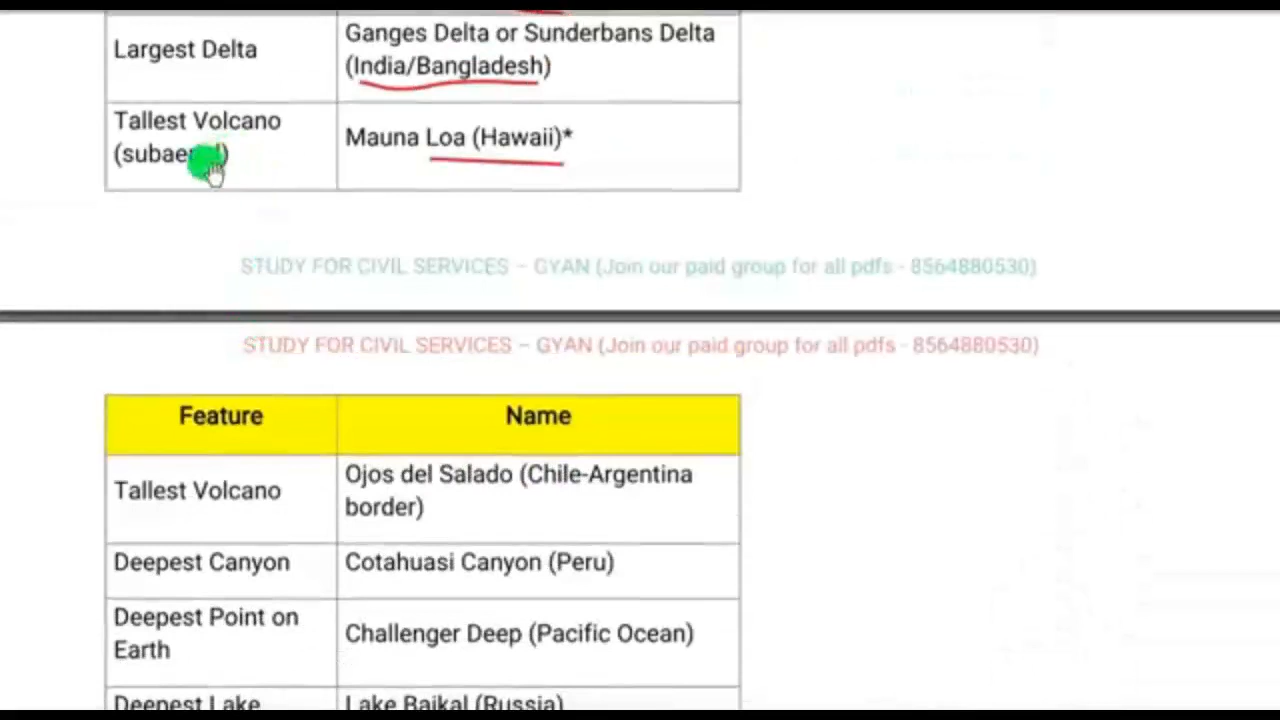 Largest Delta
Ganges Delta or Sunderbans Delta
(India/Bangladesh)
Tallest Volcano
Mauna Loa (Hawaii)*
STUDY FOR CIVIL SERVICES – GYAN (Join our paid group for all pdfs - 8564880530)
STUDY FOR CIVIL SERVICES – GYAN (Join our paid group for all pdfs - 8564880530)
Feature
Name
Tallest Volcano
Ojos del Salado (Chile-Argentina
border)
Deepest Canyon
Cotahuasi Canyon (Peru)
Deepest Point on
Earth
Challenger Deep (Pacific Ocean)
Deepest Lake
Lake Baikal (Russia)